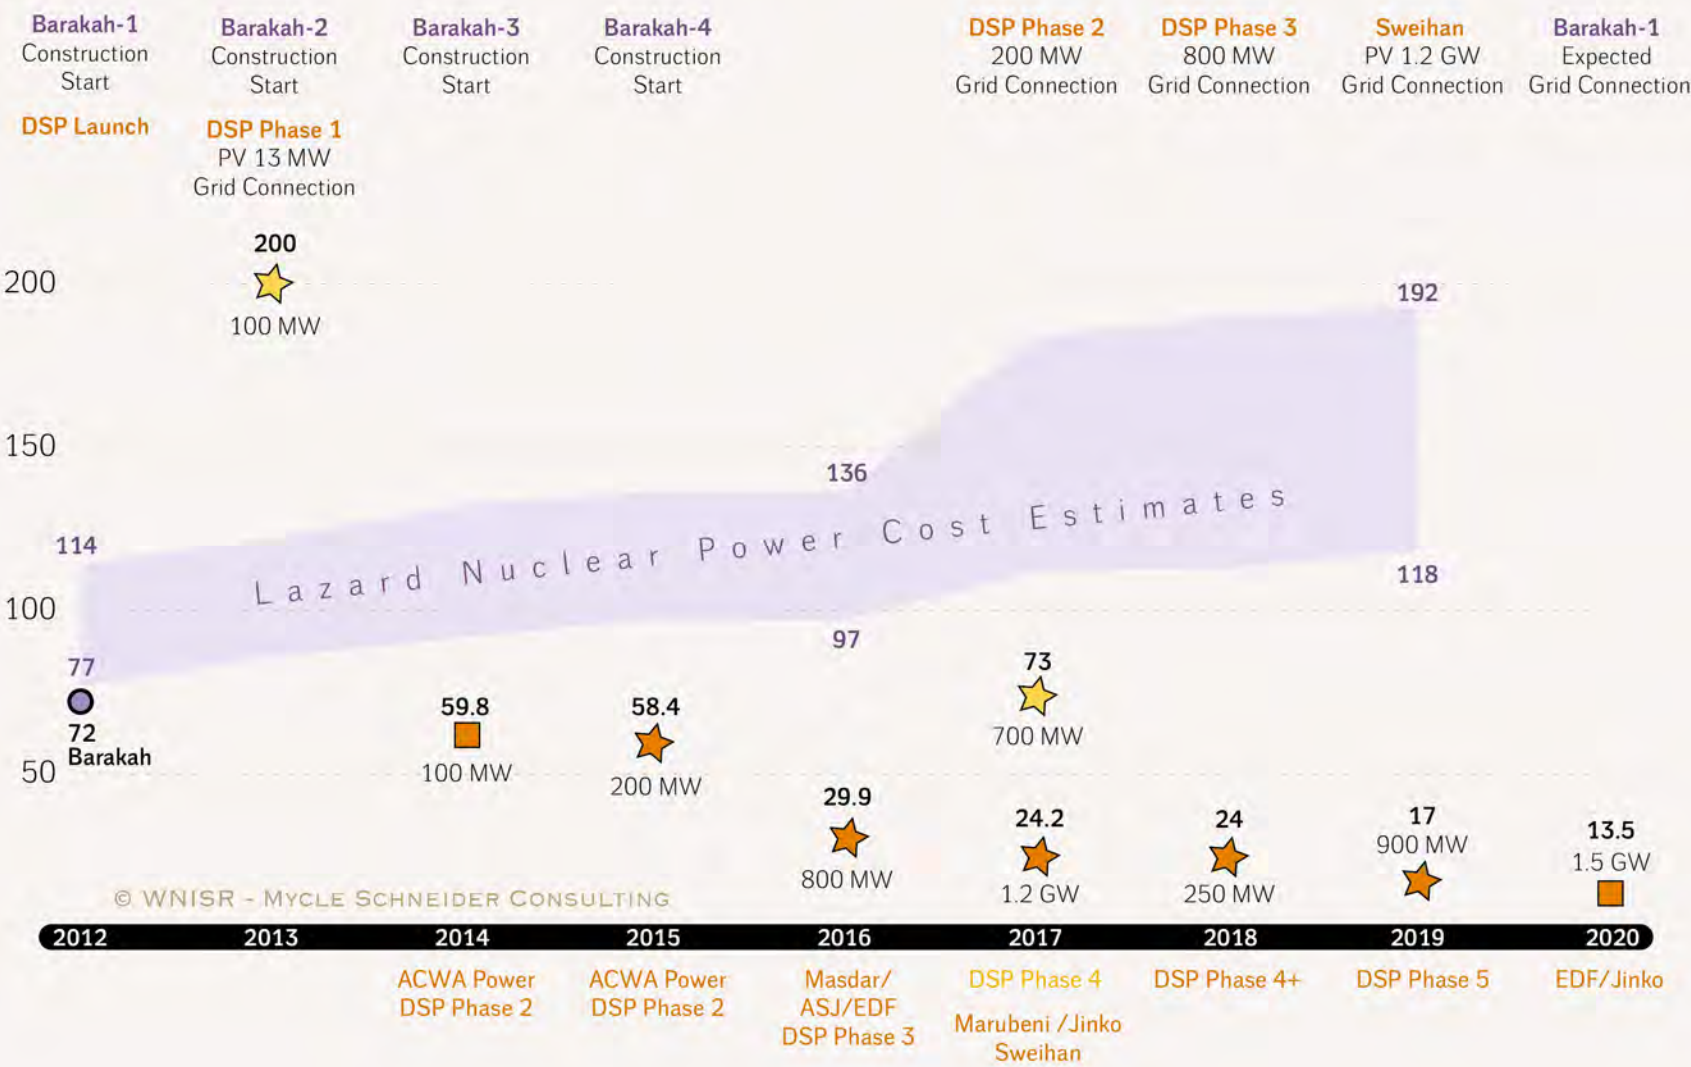 Barakah-1
Construction
Start
DSP Launch
Barakah-2
Construction
Start
DSP Phase 1
PV 13 MW
Grid Connection
Barakah-3
Construction
Start
Barakah-4
Construction
Start
DSP Phase 2
200 MW
Grid Connection
DSP Phase 3
800 MW
Grid Connection
Sweihan
PV 1.2 GW
Grid Connection
Barakah-1
Expected
Grid Connection
200
150
100
50
200
100 MW
192
136
114
Lazard Nuclear Power Cost Estimates
118
97
77
72
Barakah
59.8
100 MW
58.4
200 MW
29.9
800 MW
73
700 MW
24.2
1.2 GW
24
250 MW
17
900 MW
13.5
1.5 GW
© WNISR - MYCLE SCHNEIDER CONSULTING
2012 2013 2014 2015 2016 2017 2018 2019 2020
ACWA Power
DSP Phase 2
ACWA Power
DSP Phase 2
Masdar/
ASJ/EDF
DSP Phase 3
DSP Phase 4
Marubeni /Jinko
Sweihan
DSP Phase 4+
DSP Phase 5
EDF/Jinko